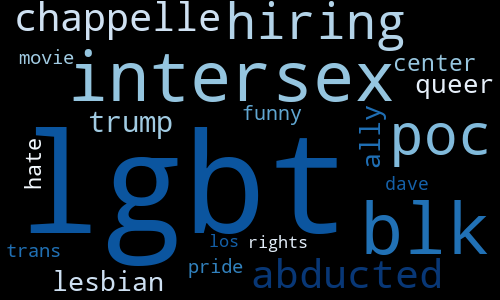 chappelle hiring
movie intersex center
queer
trump funny
hate lgbt ally poc
dave
blk
trans los rights
pride
lesbian abducted